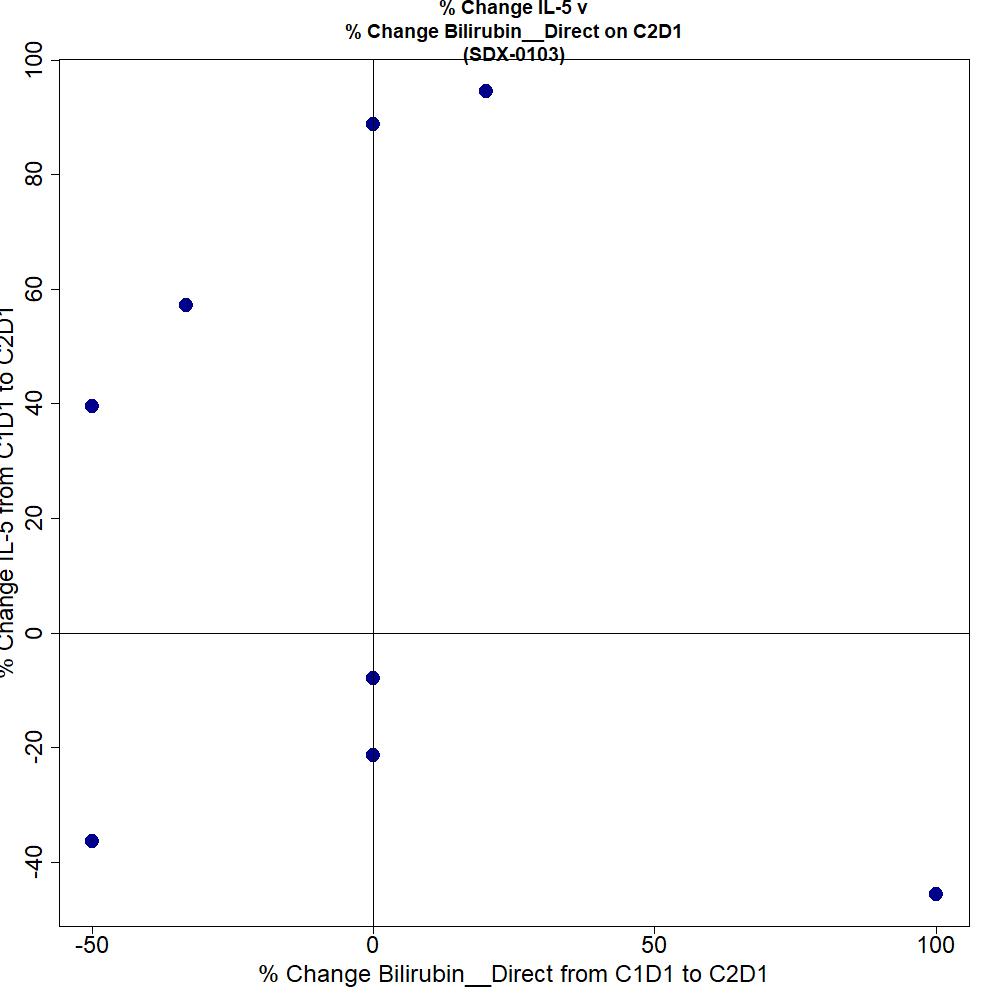 % Change IL-5 v
% Change Bilirubin__Direct on C2D1
(SDX-0103)
100
80
60
40
20
0
-20
-40
% Change IL-5 from C1D1 to C2D1
-50
0
50
100
% Change Bilirubin__Direct from C1D1 to C2D1